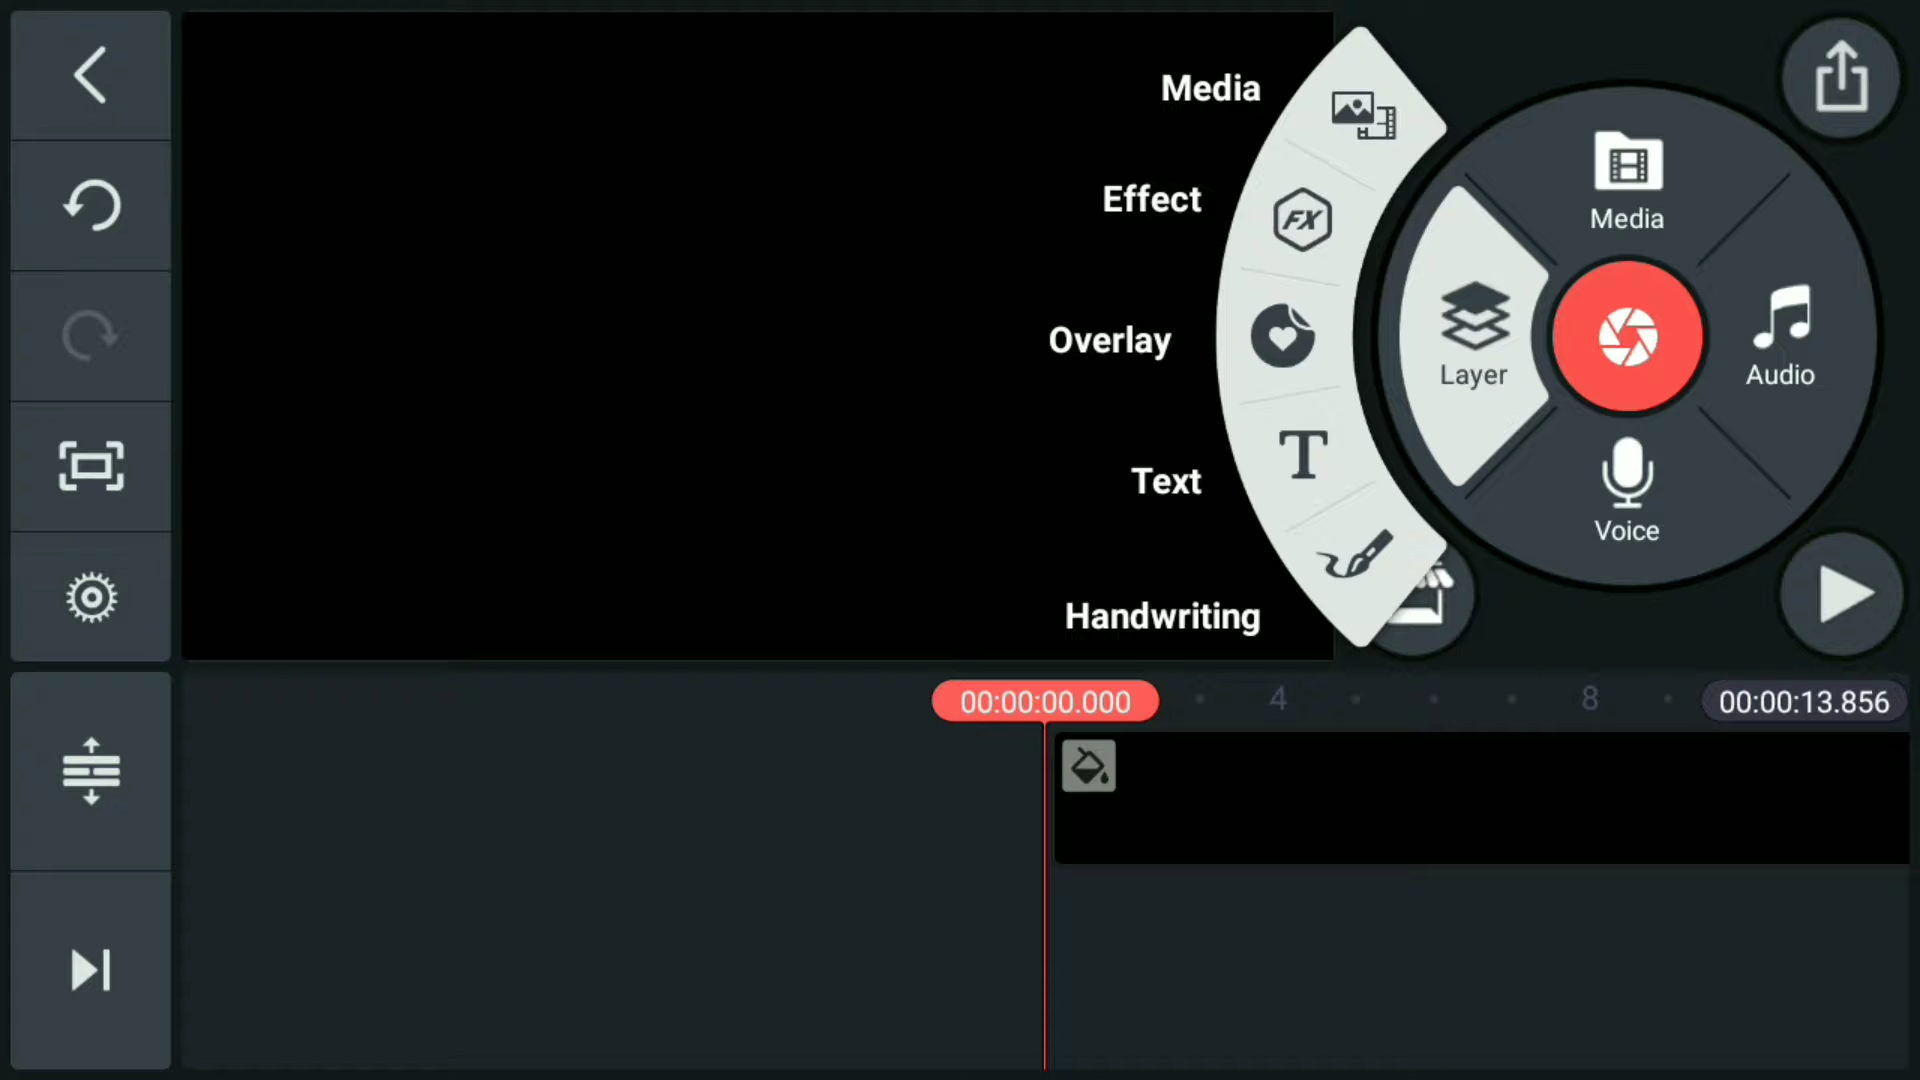 Media
Effect
Overlay
Text
Handwriting
FX
T
Media
Layer
Audio
Voice
00:00:00.000
4
8
00:00:13.856